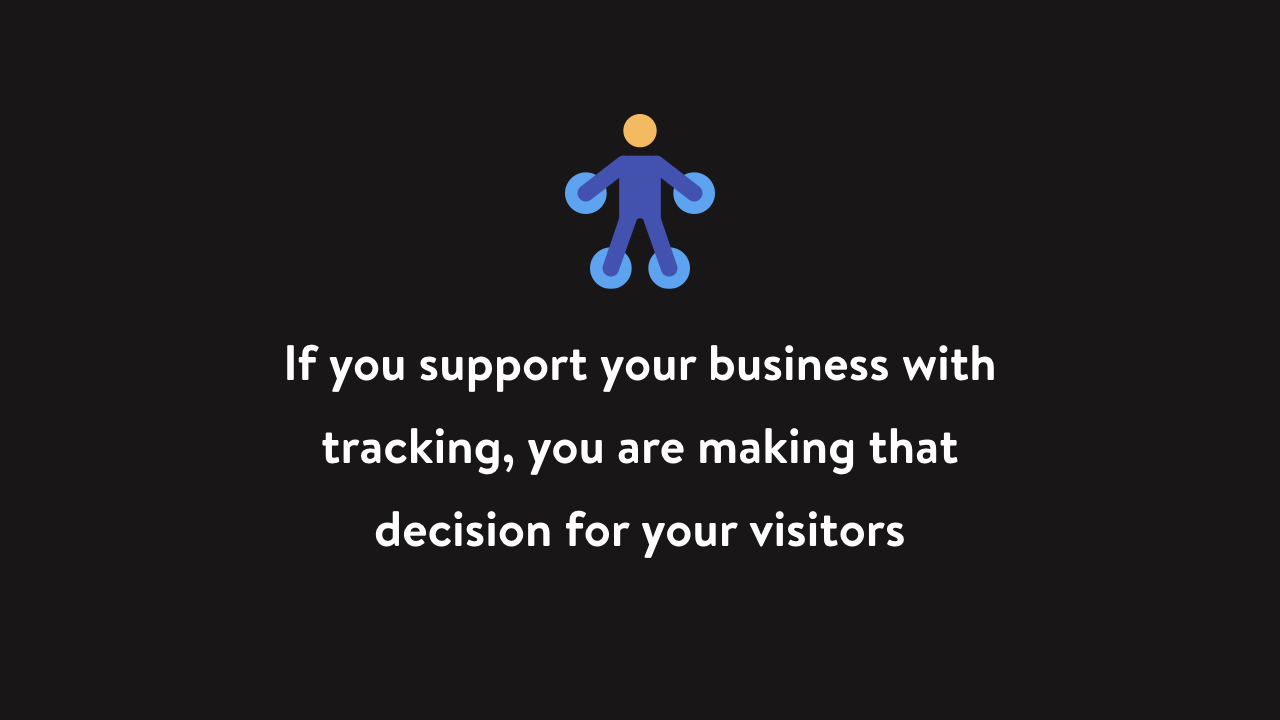 If you support your business with
tracking, you are making that
decision for your visitors